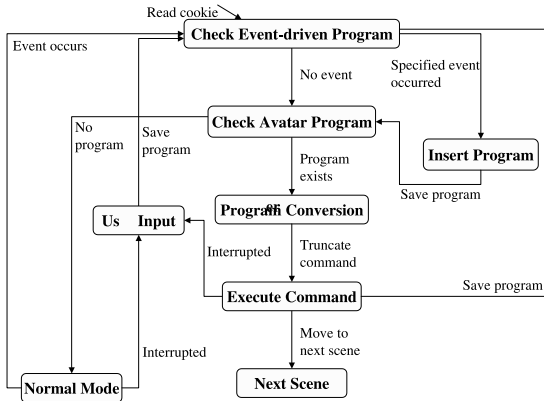 Read cookie
Check Event-driven Program
Event occurs
No event
Specified event
occurred
Check Avatar Program
No
program
Save
program
Program
exists
Insert Program
Save program
Program Conversion
Us Input
Interrupted
Truncate
command
Execute Command
Save program
Move to
next scene
Interrupted
Normal Mode
Next Scene